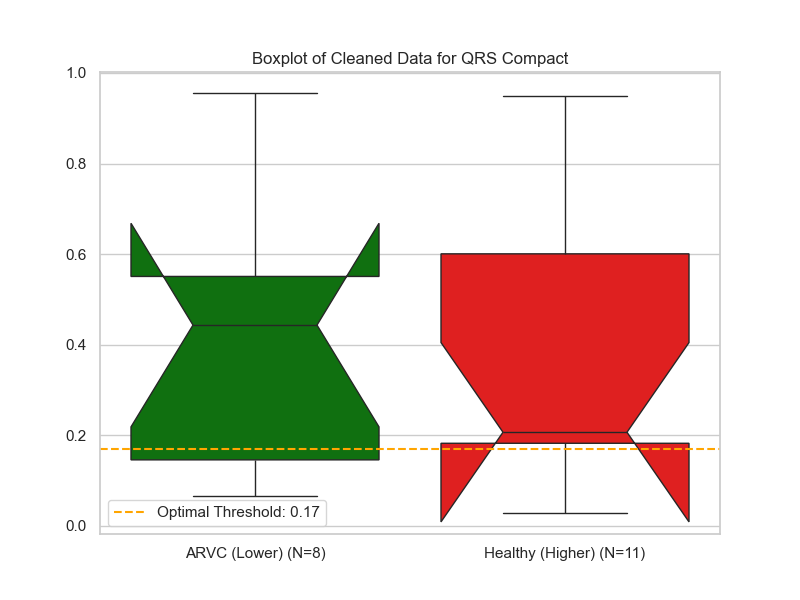 Boxplot of Cleaned Data for QRS Compact
1.0
0.8
0.6
0.4
0.2
0.0
Optimal Threshold: 0.17
ARVC (Lower) (N=8)
Healthy (Higher) (N=11)